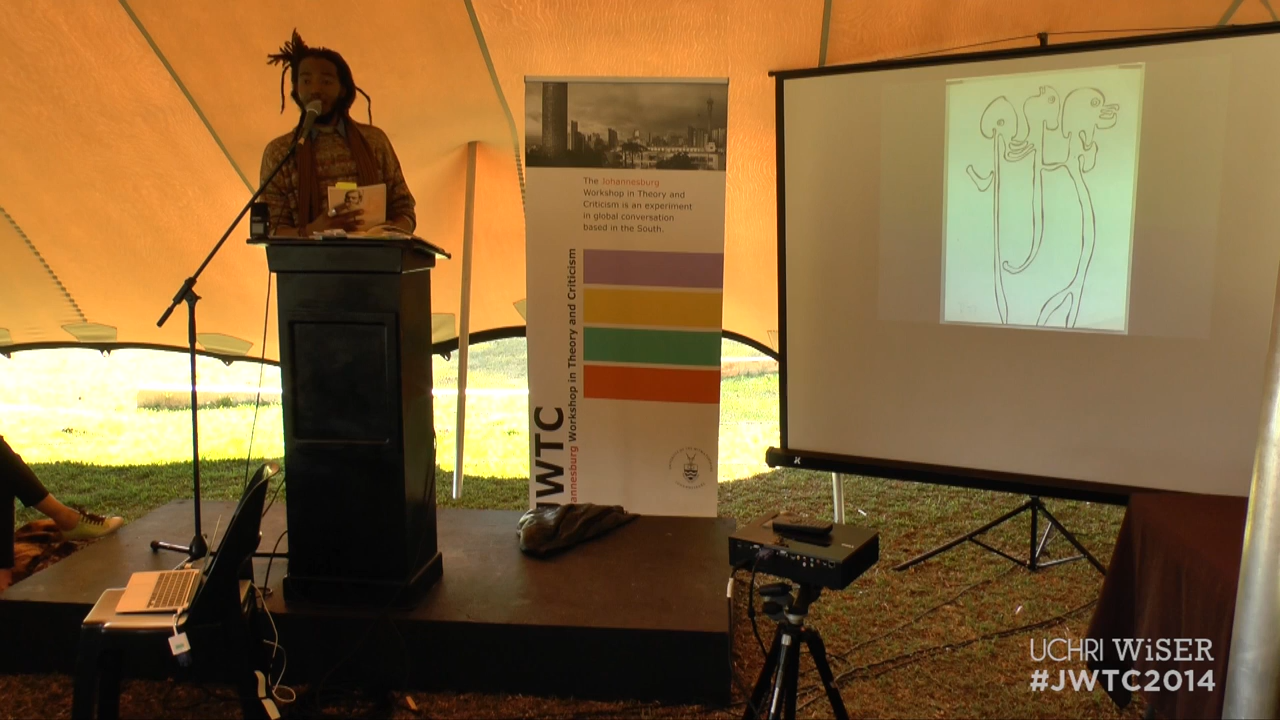 The Johannesburg
Workshop in Theory and
Criticism is an experiment
in global conversation
based in the South.
JWTC
annesburg Workshop in Theory and Criticism
UCHRI WiSER
#JWTC2014